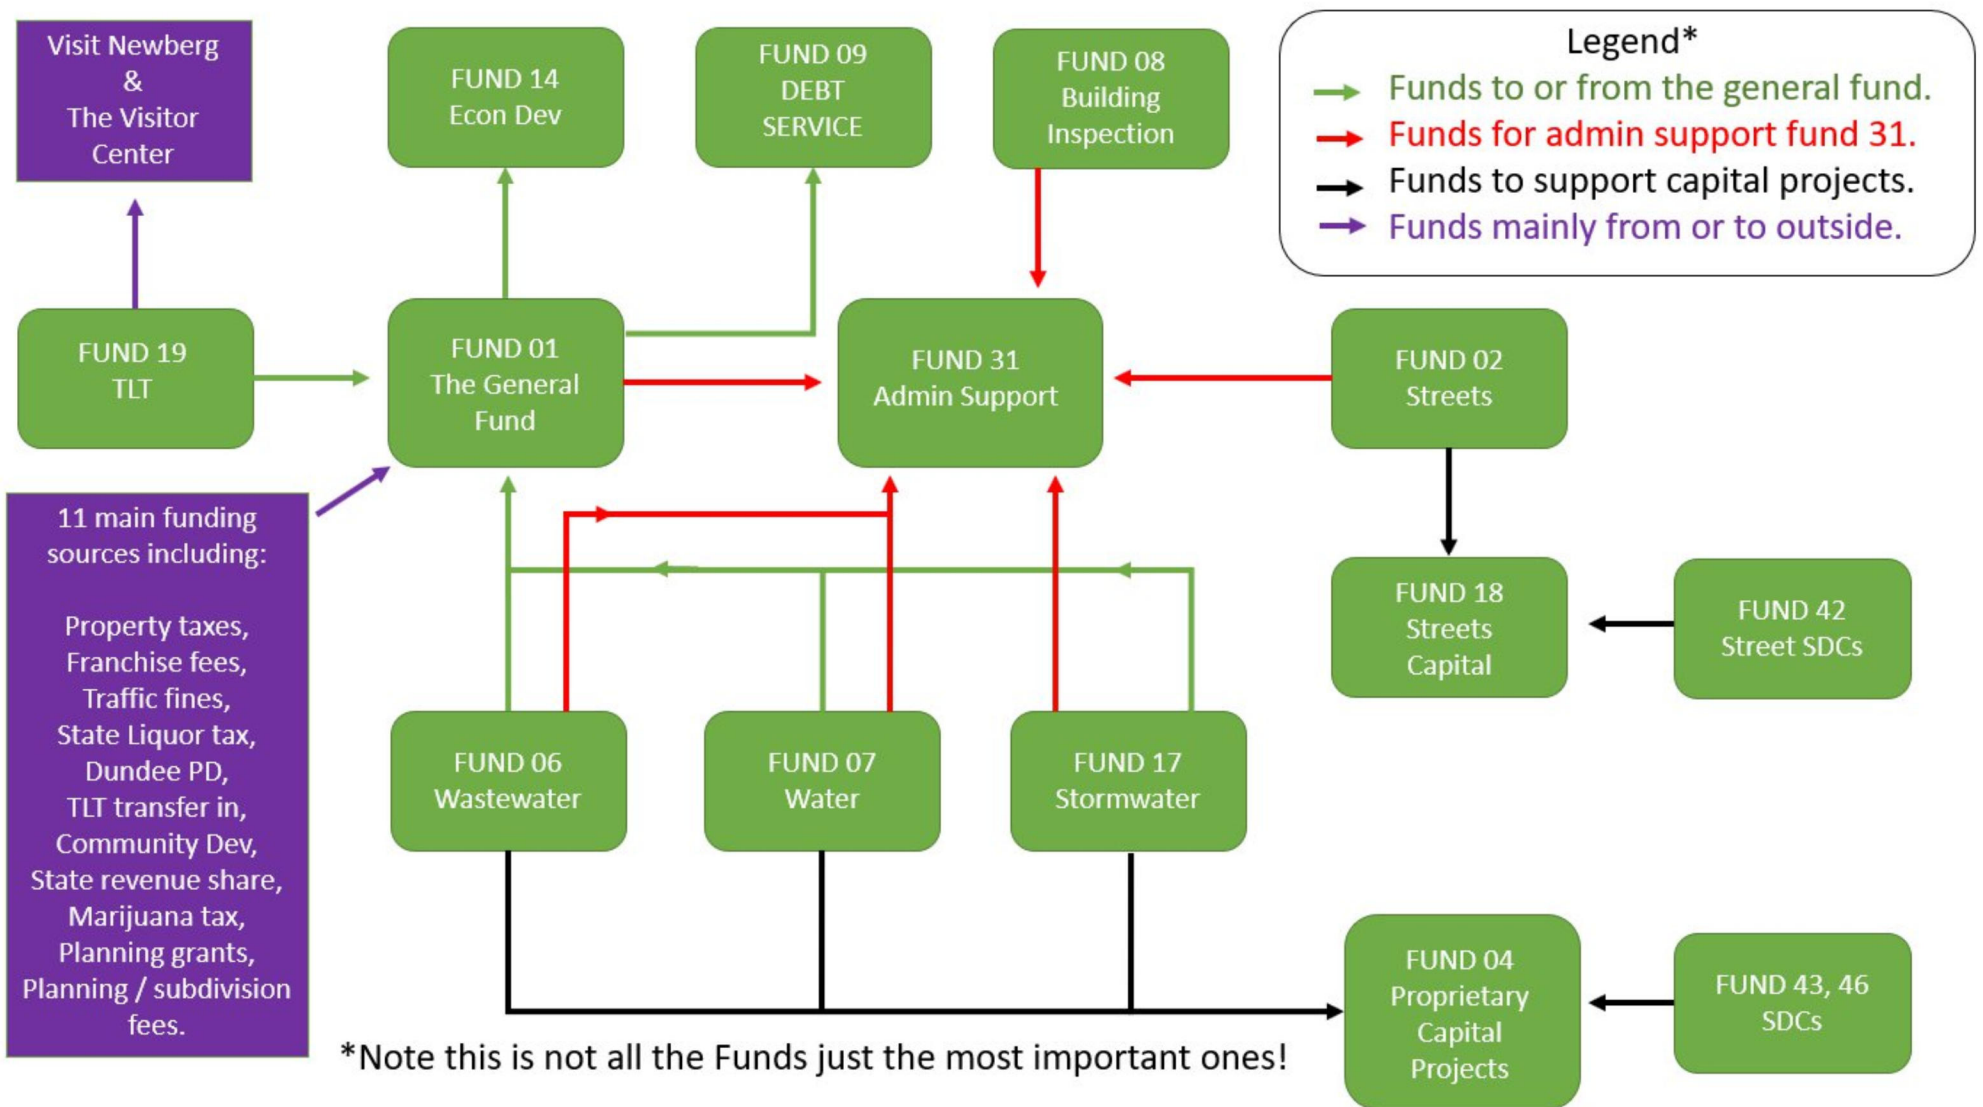 Visit Newberg
&
The Visitor
Center
FUND 14
Econ Dev
FUND 09
DEBT
SERVICE
FUND 08
Building
Inspection
Legend*
Funds to or from the general fund.
Funds for admin support fund 31.
Funds to support capital projects.
Funds mainly from or to outside.
FUND 19
TLT
FUND 01
The General
Fund
FUND 31
Admin Support
FUND 02
Streets
11 main funding
sources including:
Property taxes,
Franchise fees,
Traffic fines,
State Liquor tax,
Dundee PD,
TLT transfer in,
Community Dev,
State revenue share,
Marijuana tax,
Planning grants,
Planning / subdivision
fees.
FUND 18
Streets
Capital
FUND 42
Street SDCs
FUND 06
Wastewater
FUND 07
Water
FUND 17
Stormwater
FUND 04
Proprietary
Capital
Projects
FUND 43, 46
SDCs
*Note this is not all the Funds just the most important ones!